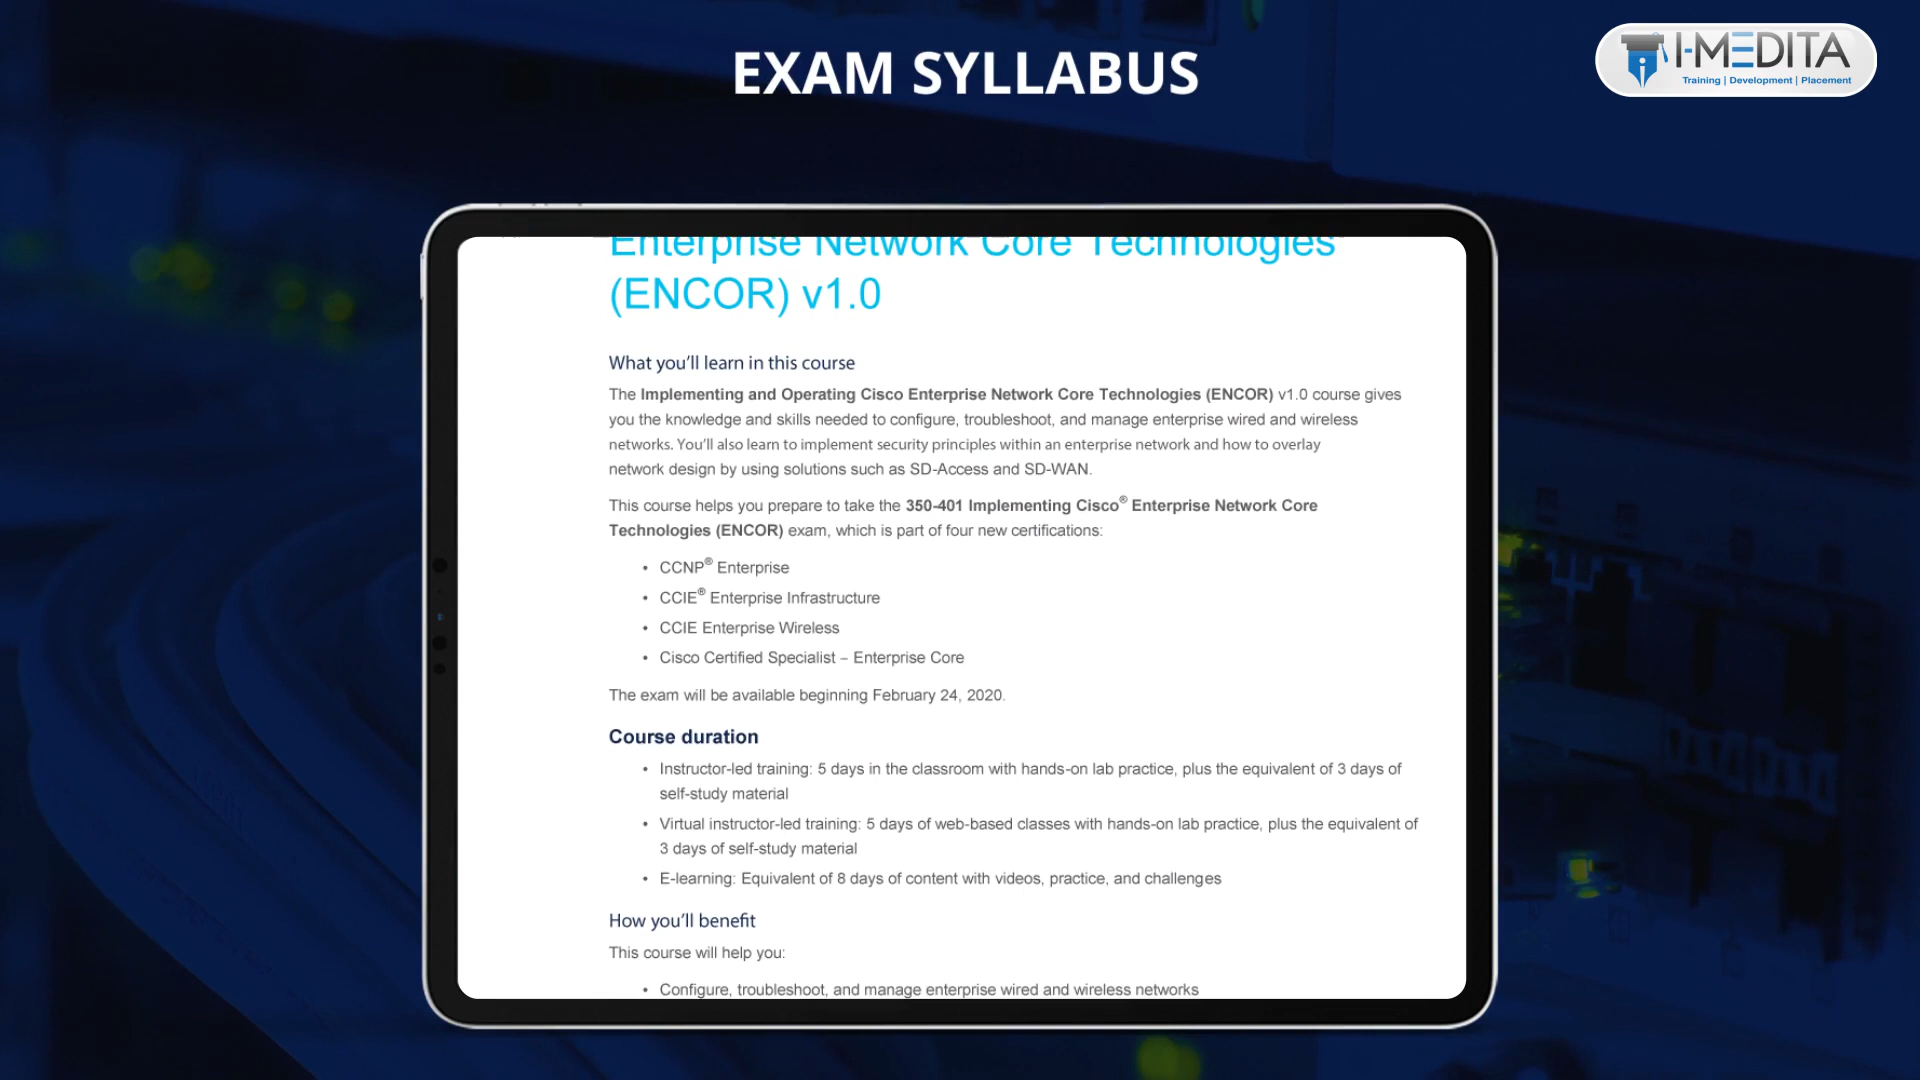 EXAM SYLLABUS
I-MEDITA
Training | Development | Placement
Enterprise Network Core Technologies
(ENCOR) v1.0
What you’ll learn in this course
The Implementing and Operating Cisco Enterprise Network Core Technologies (ENCOR) v1.0 course gives
you the knowledge and skills needed to configure, troubleshoot, and manage enterprise wired and wireless
networks. You’ll also learn to implement security principles within an enterprise network and how to overlay
network design by using solutions such as SD-Access and SD-WAN.
This course helps you prepare to take the 350-401 Implementing Cisco® Enterprise Network Core
Technologies (ENCOR) exam, which is part of four new certifications:
• CCNP® Enterprise
• CCIE® Enterprise Infrastructure
• CCIE Enterprise Wireless
• Cisco Certified Specialist – Enterprise Core
The exam will be available beginning February 24, 2020.
Course duration
• Instructor-led training: 5 days in the classroom with hands-on lab practice, plus the equivalent of 3 days of
self-study material
• Virtual instructor-led training: 5 days of web-based classes with hands-on lab practice, plus the equivalent of
3 days of self-study material
• E-learning: Equivalent of 8 days of content with videos, practice, and challenges
How you’ll benefit
This course will help you:
• Configure, troubleshoot, and manage enterprise wired and wireless networks